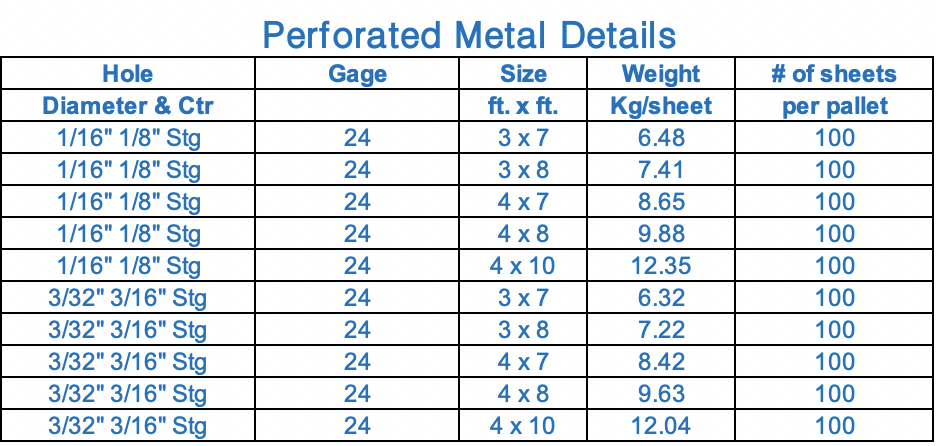 Perforated Metal Details
Hole Gage Size Weight # of sheets
Diameter & Ctr ft. x ft. Kg/sheet per pallet
1/16" 1/8" Stg 24 3 x 7 6.48 100
1/16" 1/8" Stg 24 3 x 8 7.41 100
1/16" 1/8" Stg 24 4 x 7 8.65 100
1/16" 1/8" Stg 24 4 x 8 9.88 100
1/16" 1/8" Stg 24 4 x 10 12.35 100
3/32" 3/16" Stg 24 3 x 7 6.32 100
3/32" 3/16" Stg 24 3 x 8 7.22 100
3/32" 3/16" Stg 24 4 x 7 8.42 100
3/32" 3/16" Stg 24 4 x 8 9.63 100
3/32" 3/16" Stg 24 4 x 10 12.04 100